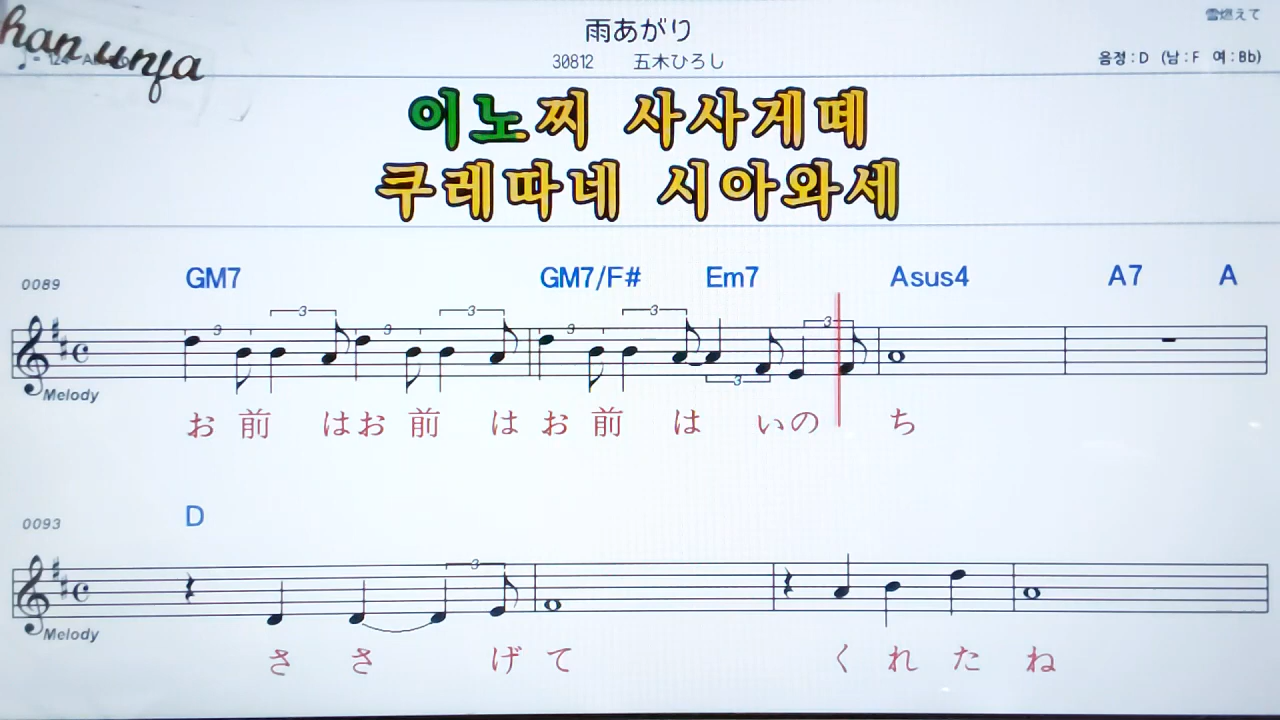 雨あがり
雪燃えて
han unja
30812 五木ひろし
음정 : D (남 : F 여 : Bb)
이노찌 사사게떼
쿠레따네 시아와세
0089 GM7 GM7/F# Em7 Asus4 A7 A
3 3 3 3 3 3 3 3
Melody
お 前 はお 前 は お 前 は いの ち
0093 D
3
Melody
さ さ げ て く れ た ね